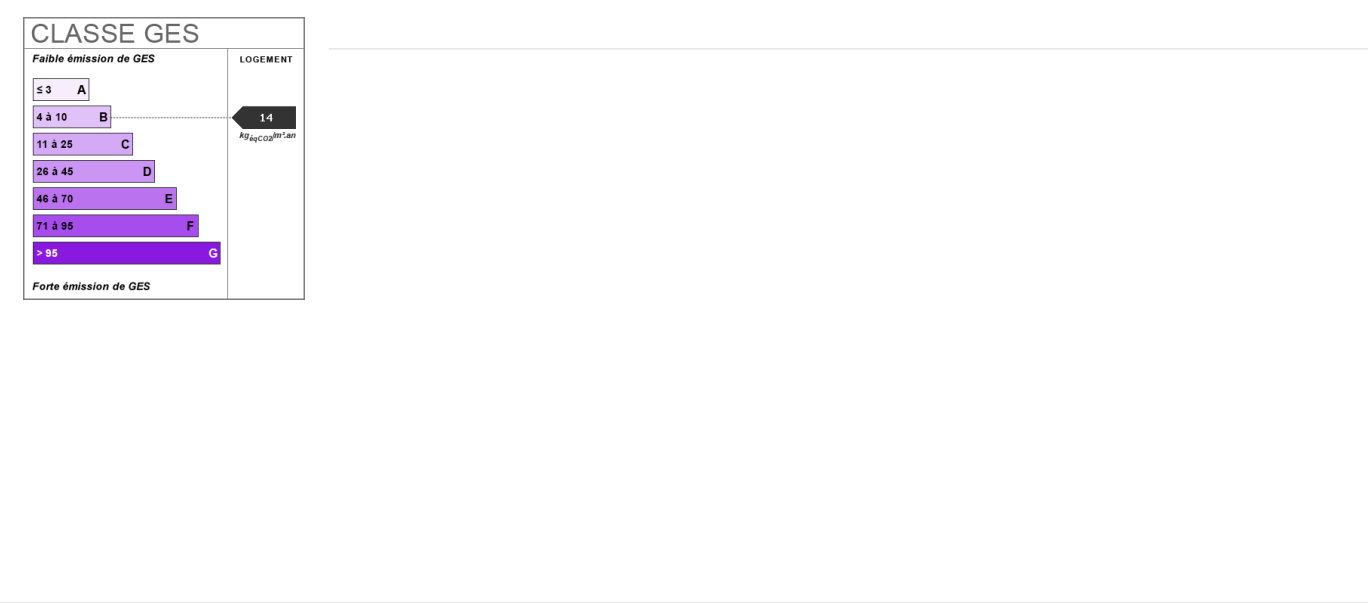 CLASSE GES
Faible émission de GES
LOGEMENT
≤ 3 A
4 à 10 B
14
kgéqCO2/m².an
11 à 25 C
26 à 45 D
46 à 70 E
71 à 95 F
> 95 G
Forte émission de GES